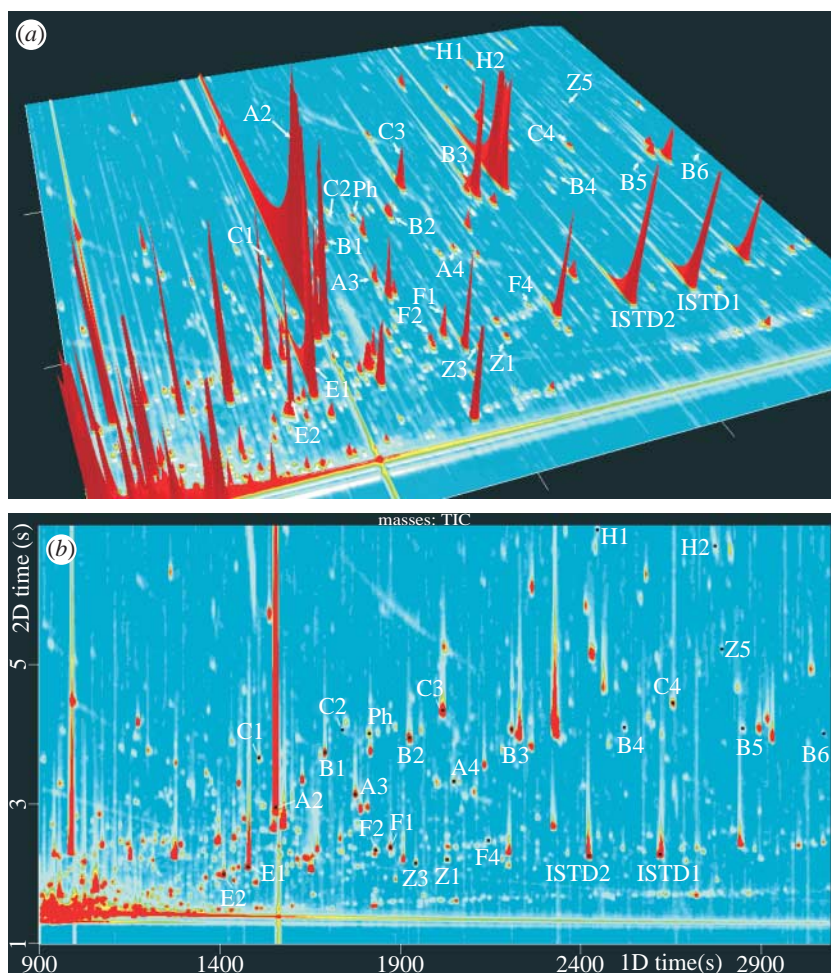 (a)
H1
H2
Z5
A2
C3
C4
B3
B4
B5
B6
C2
Ph
B2
B1
C1
A4
A3
F1
F4
F2
ISTD2
ISTD1
Z3
Z1
E1
E2
masses: TIC
(b)
2D time (s)
H1
H2
5
Z5
C3
C4
C2
Ph
C1
B1
B2
B3
B4
B5
B6
3
A2
A3
A4
F2
F1
F4
E1
Z3
Z1
ISTD2
ISTD1
E2
1
900
1400
1900
2400
1D time(s)
2900